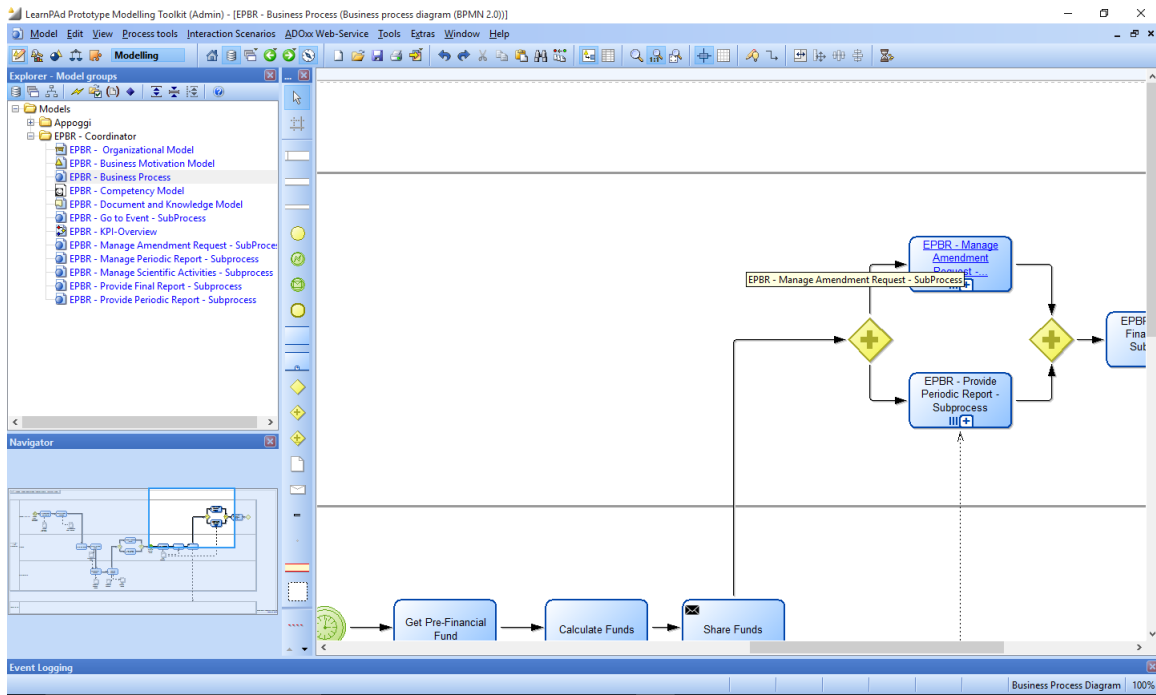 LearnPAd Prototype Modelling Toolkit (Admin) - [EPBR - Business Process (Business process diagram (BPMN 2.0))]
Model Edit View Process tools Interaction Scenarios ADOxx Web-Service Tools Extras Window Help
Modelling
Explorer - Model groups
Models
Appoggi
EPBR - Coordinator
EPBR -  Organizational Model
EPBR - Business Motivation Model
EPBR - Business Process
EPBR - Competency Model
EPBR - Document and Knowledge Model
EPBR - Go to Event - SubProcess
EPBR - KPI-Overview
EPBR - Manage Amendment Request - SubProce
EPBR - Manage Periodic Report - Subprocess
EPBR - Manage Scientific Activities - Subprocess
EPBR - Provide Final Report - Subprocess
EPBR - Provide Periodic Report - Subprocess
Navigator
EPBR - Manage
Amendment
Request -...
EPBR - Manage Amendment Request - SubProcess
EPBR
Fina
Sub
EPBR - Provide
Periodic Report -
Subprocess
Get Pre-Financial
Fund
Calculate Funds
Share Funds
Event Logging
Business Process Diagram 100%